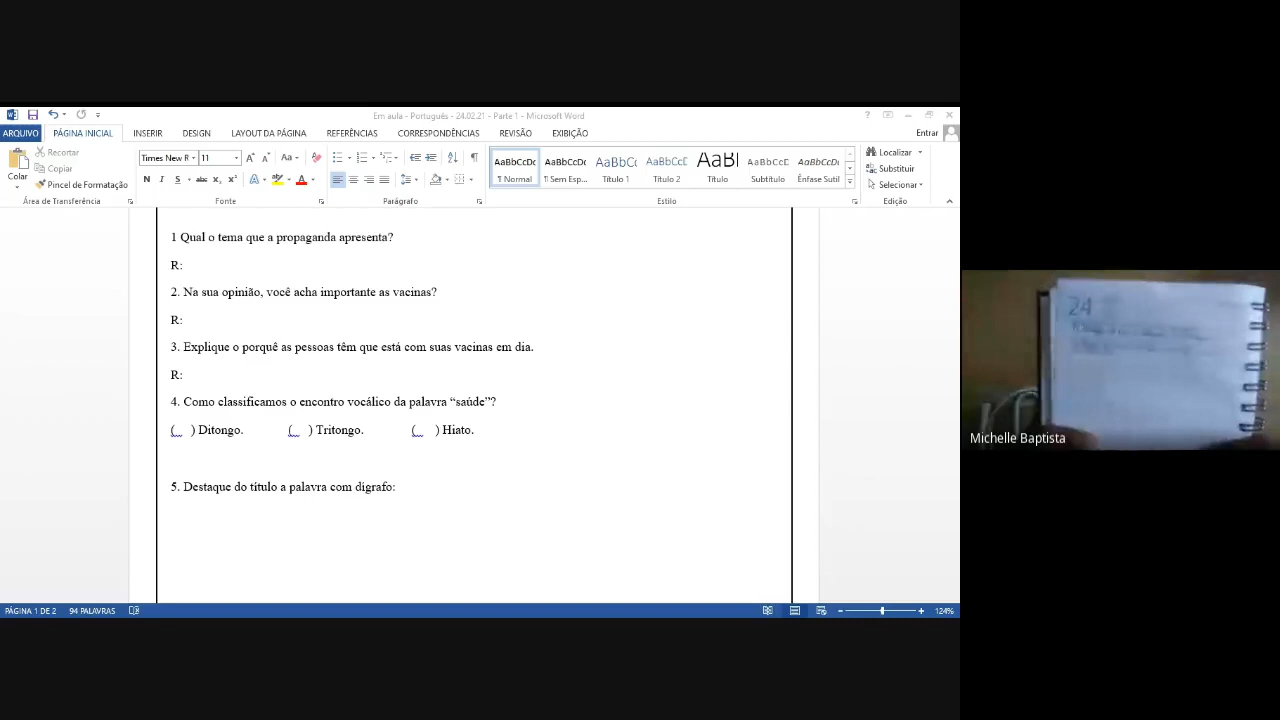 Em aula - Português - 24.02.21 - Parte 1 - Microsoft Word
ARQUIVO PÁGINA INICIAL INSERIR DESIGN LAYOUT DA PÁGINA REFERÊNCIAS CORRESPONDÊNCIAS REVISÃO EXIBIÇÃO Entrar
Colar
Recortar
Copiar
Pincel de Formatação
Área de Transferência
Times New R 11
Fonte
Parágrafo
AaBbCcDc AaBbCcDc AaBbCc AaBbCcD AaBl AaBbCcD AaBbCcDc
¶ Normal ¶ Sem Esp... Título 1 Título 2 Título Subtítulo Ênfase Sutil
Estilo
Localizar
Substituir
Selecionar
Edição
1 Qual o tema que a propaganda apresenta?
R:
2. Na sua opinião, você acha importante as vacinas?
R:
3. Explique o porquê as pessoas têm que está com suas vacinas em dia.
R:
4. Como classificamos o encontro vocálico da palavra “saúde”?
( ) Ditongo. ( ) Tritongo. ( ) Hiato.
5. Destaque do título a palavra com dígrafo:
PÁGINA 1 DE 2 94 PALAVRAS 124%
24
Michelle Baptista